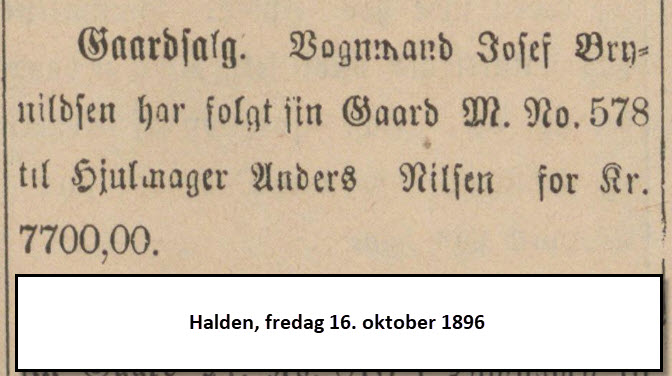 Gaardsalg. Vognmand Josef Bry=
nildsen har solgt sin Gaard M. No. 578
til Hjulmager Anders Nilsen for Kr.
7700,00.
Halden, fredag 16. oktober 1896